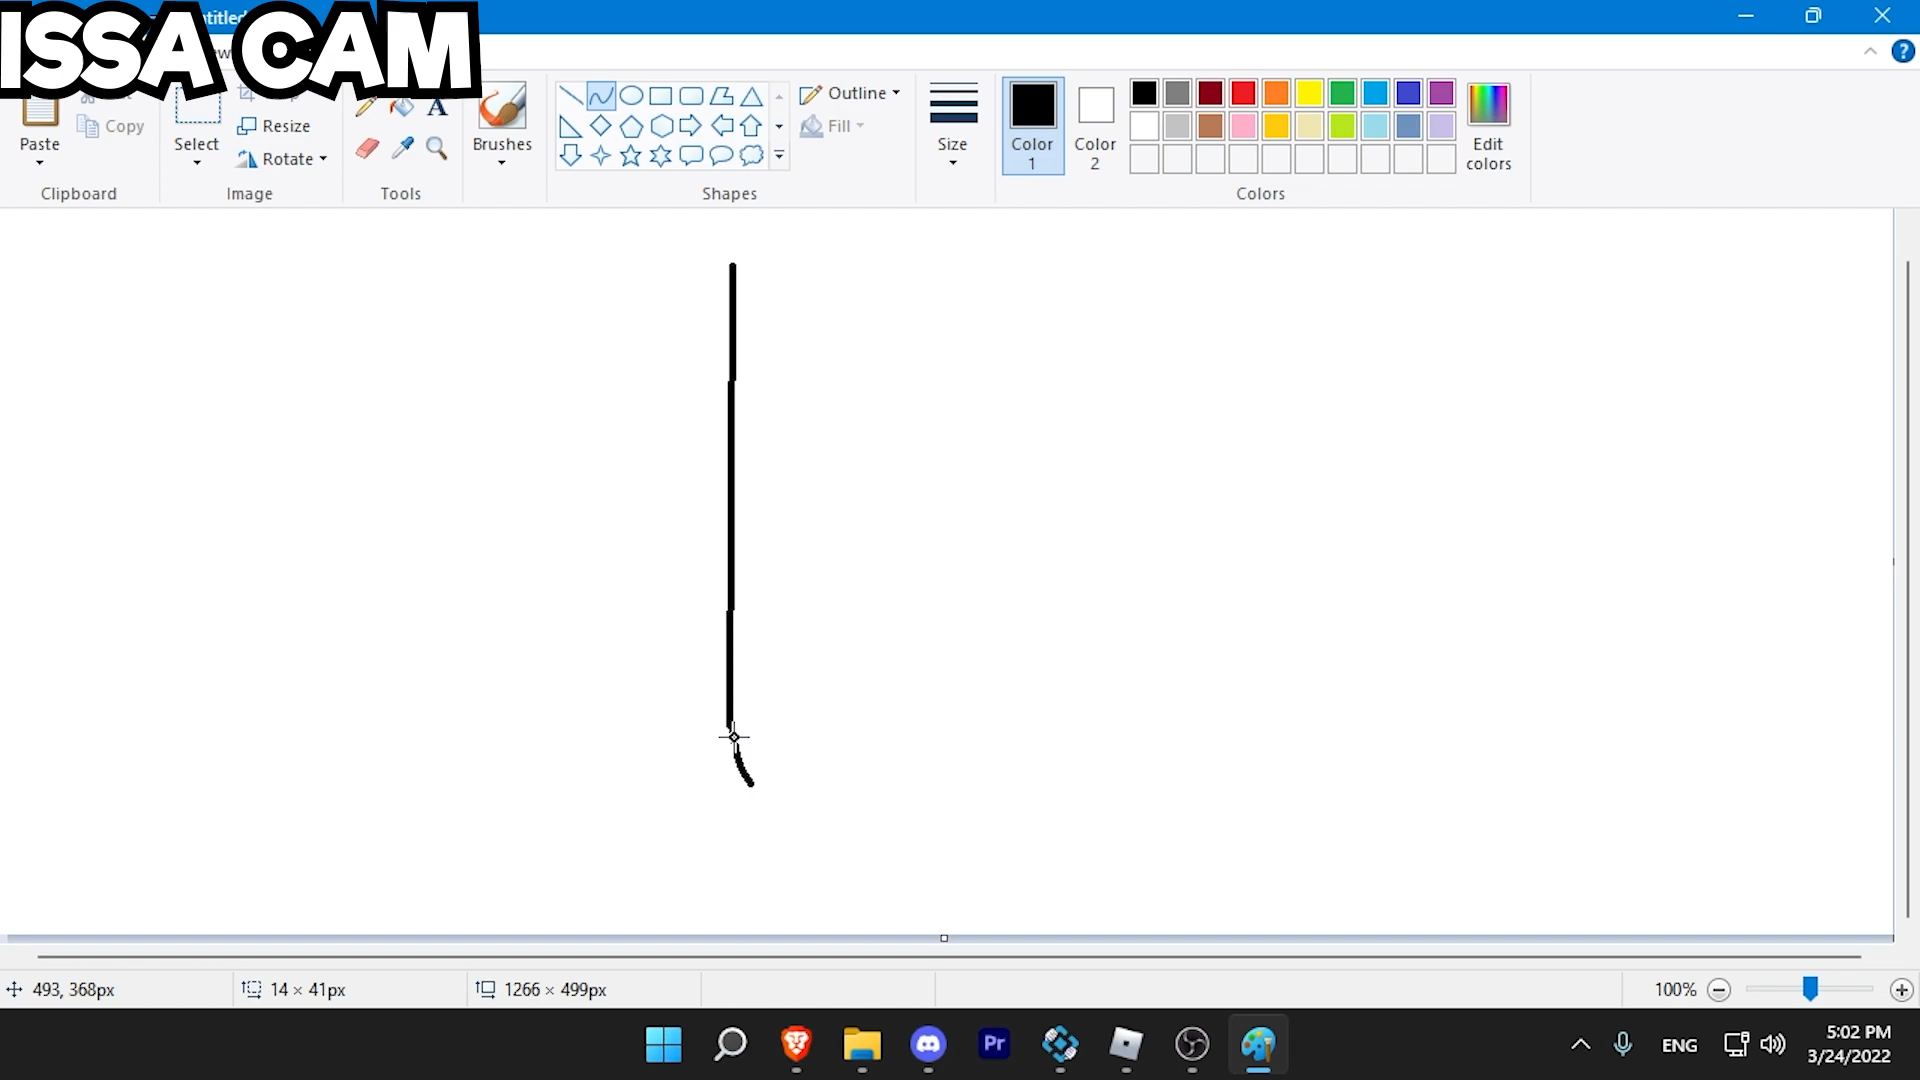 ISSA CAM
Paste
Copy
Clipboard
Select
Resize
Rotate
Image
A
Tools
Brushes
Outline
Fill
Shapes
Size
Color
1
Color
2
Edit
colors
Colors
493, 368px
14 × 41px
1266 × 499px
100%
Pr
ENG
5:02 PM
3/24/2022